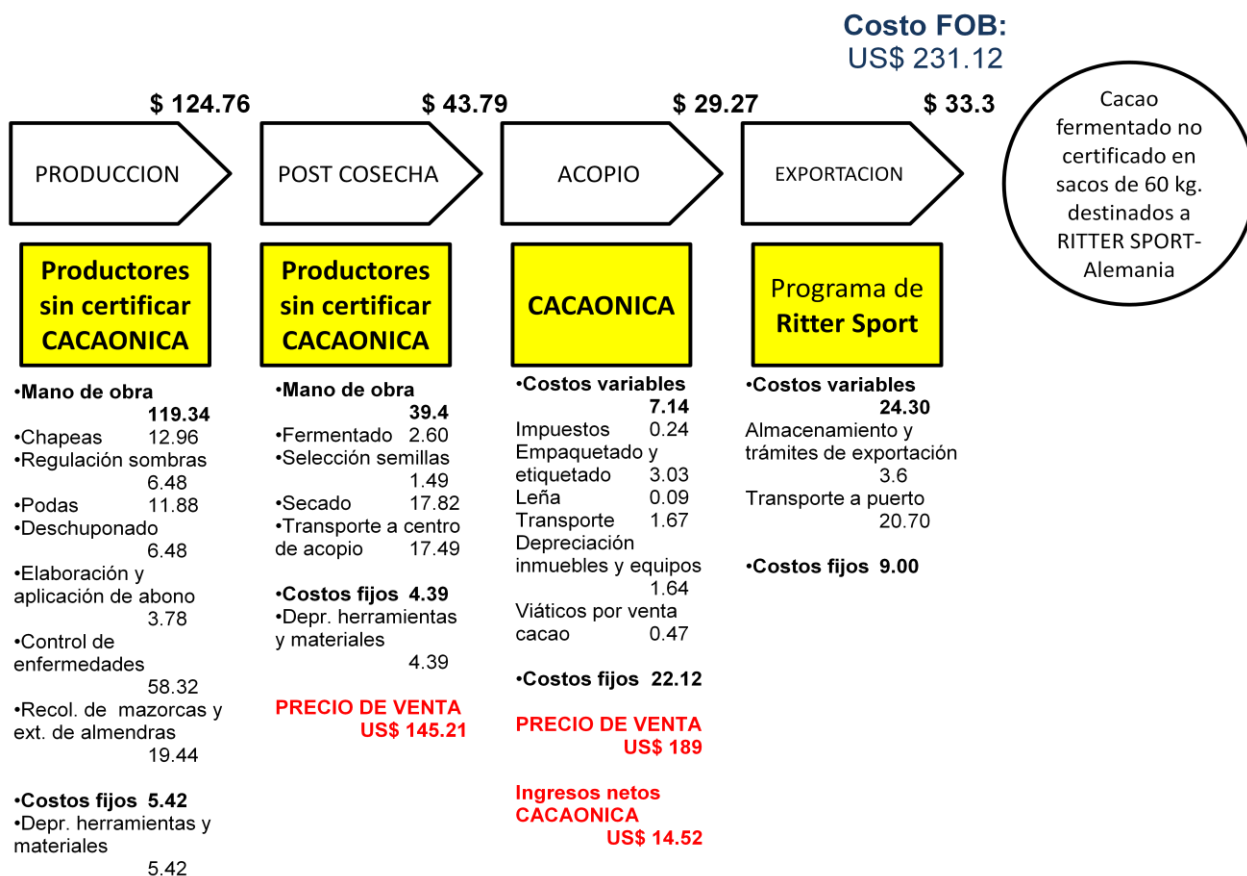 Costo FOB:
US$ 231.12
$ 124.76
$ 43.79
$ 29.27
$ 33.3
PRODUCCION
POST COSECHA
ACOPIO
EXPORTACION
Cacao
fermentado no
certificado en
sacos de 60 kg.
destinados a
RITTER SPORT-
Alemania
Productores
sin certificar
CACAONICA
Productores
sin certificar
CACAONICA
CACAONICA
Programa de
Ritter Sport
•Mano de obra
119.34
•Chapeas 12.96
•Regulación sombras
6.48
•Podas 11.88
•Deschuponado
6.48
•Elaboración y
aplicación de abono
3.78
•Control de
enfermedades
58.32
•Recol. de mazorcas y
ext. de almendras
19.44
•Costos fijos 5.42
•Depr. herramientas y
materiales
5.42
•Mano de obra
39.4
•Fermentado 2.60
•Selección semillas
1.49
•Secado 17.82
•Transporte a centro
de acopio 17.49
•Costos fijos 4.39
•Depr. herramientas
y materiales
4.39
PRECIO DE VENTA
US$ 145.21
•Costos variables
7.14
Impuestos 0.24
Empaquetado y
etiquetado 3.03
Leña 0.09
Transporte 1.67
Depreciación
inmuebles y equipos
1.64
Viáticos por venta
cacao 0.47
•Costos fijos 22.12
PRECIO DE VENTA
US$ 189
Ingresos netos
CACAONICA
US$ 14.52
•Costos variables
24.30
Almacenamiento y
trámites de exportación
3.6
Transporte a puerto
20.70
•Costos fijos 9.00